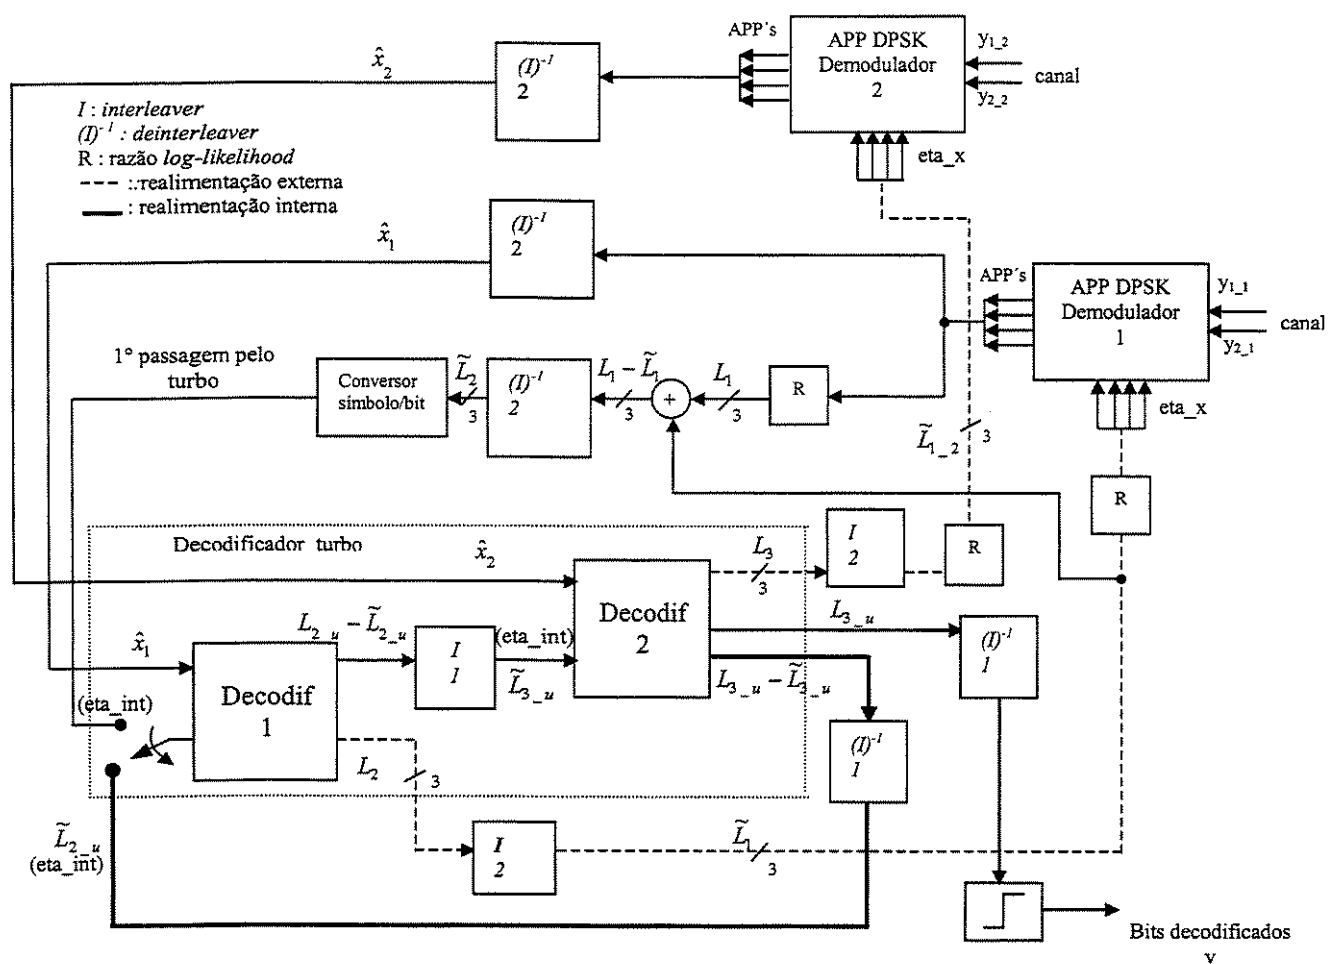 APP´s
APP DPSK
Demodulador
2
y1_2
y2_2
canal
eta_x
x̂2
(I)-1
2
I : interleaver
(I)-1 : deinterleaver
R : razão log-likelihood
: realimentação externa
: realimentação interna
x̂1
(I)-1
2
APP´s
APP DPSK
Demodulador
1
y1_1
y2_1
canal
eta_x
1° passagem pelo
turbo
Conversor
símbolo/bit
L̃2
3
(I)-1
2
L1 − L̃1
3
+
L1
3
R
L̃1_2
3
R
Decodificador turbo
x̂2
L3
3
I
2
R
Decodif
2
L2_u − L̃2_u
I
1
(eta_int)
L̃3_u
L3_u
(I)-1
1
L3_u − L̃2_u
x̂1
(eta_int)
Decodif
1
L2
3
(I)-1
1
L̃2_u
(eta_int)
I
2
L̃1
3
Bits decodificados
v